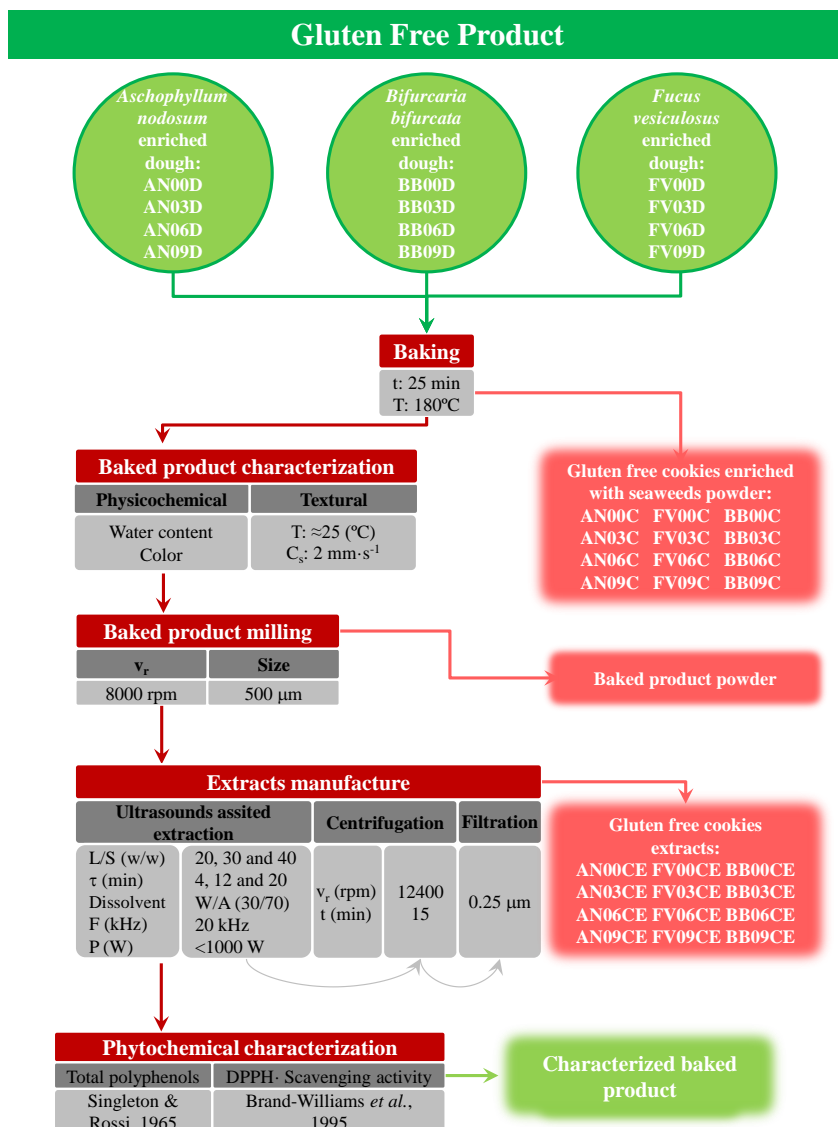 Gluten Free Product
Aschophyllum
nodosum
enriched
dough:
AN00D
AN03D
AN06D
AN09D
Bifurcaria
bifurcata
enriched
dough:
BB00D
BB03D
BB06D
BB09D
Fucus
vesiculosus
enriched
dough:
FV00D
FV03D
FV06D
FV09D
Baking
t: 25 min
T: 180ºC
Baked product characterization
Physicochemical Textural
Water content
Color
T: ≈25 (ºC)
Cs: 2 mm·s-1
Gluten free cookies enriched
with seaweeds powder:
AN00C FV00C BB00C
AN03C FV03C BB03C
AN06C FV06C BB06C
AN09C FV09C BB09C
Baked product milling
vr Size
8000 rpm 500 µm
Baked product powder
Extracts manufacture
Ultrasounds assited
extraction
Centrifugation
Filtration
L/S (w/w)
τ (min)
Dissolvent
F (kHz)
P (W)
20, 30 and 40
4, 12 and 20
W/A (30/70)
20 kHz
<1000 W
vr (rpm)
t (min)
12400
15
0.25 µm
Gluten free cookies
extracts:
AN00CE FV00CE BB00CE
AN03CE FV03CE BB03CE
AN06CE FV06CE BB06CE
AN09CE FV09CE BB09CE
Phytochemical characterization
Total polyphenols DPPH· Scavenging activity
Singleton &
Rossi, 1965
Brand-Williams et al.,
1995
Characterized baked
product